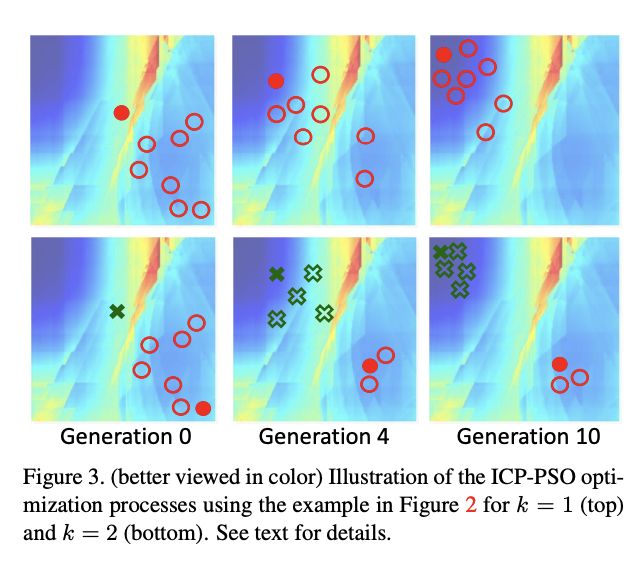 Generation 0 Generation 4 Generation 10
Figure 3. (better viewed in color) Illustration of the ICP-PSO opti-
mization processes using the example in Figure 2 for k = 1 (top)
and k = 2 (bottom). See text for details.